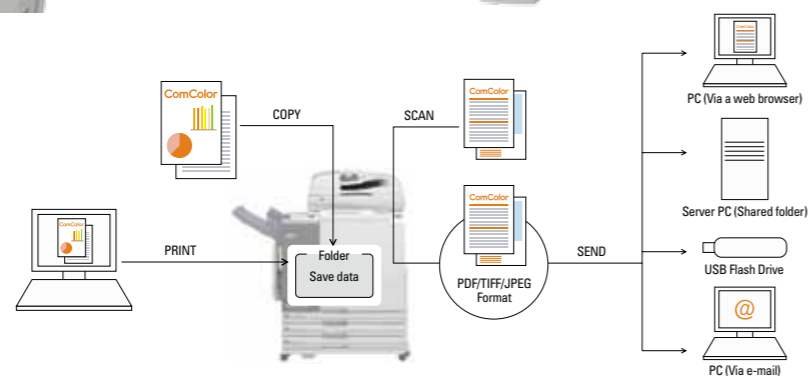 ComColor
COPY
ComColor
PRINT
Folder
Save data
SCAN
ComColor
ComColor
PDF/TIFF/JPEG
Format
SEND
PC (Via a web browser)
Server PC (Shared folder)
USB Flash Drive
@
PC (Via e-mail)